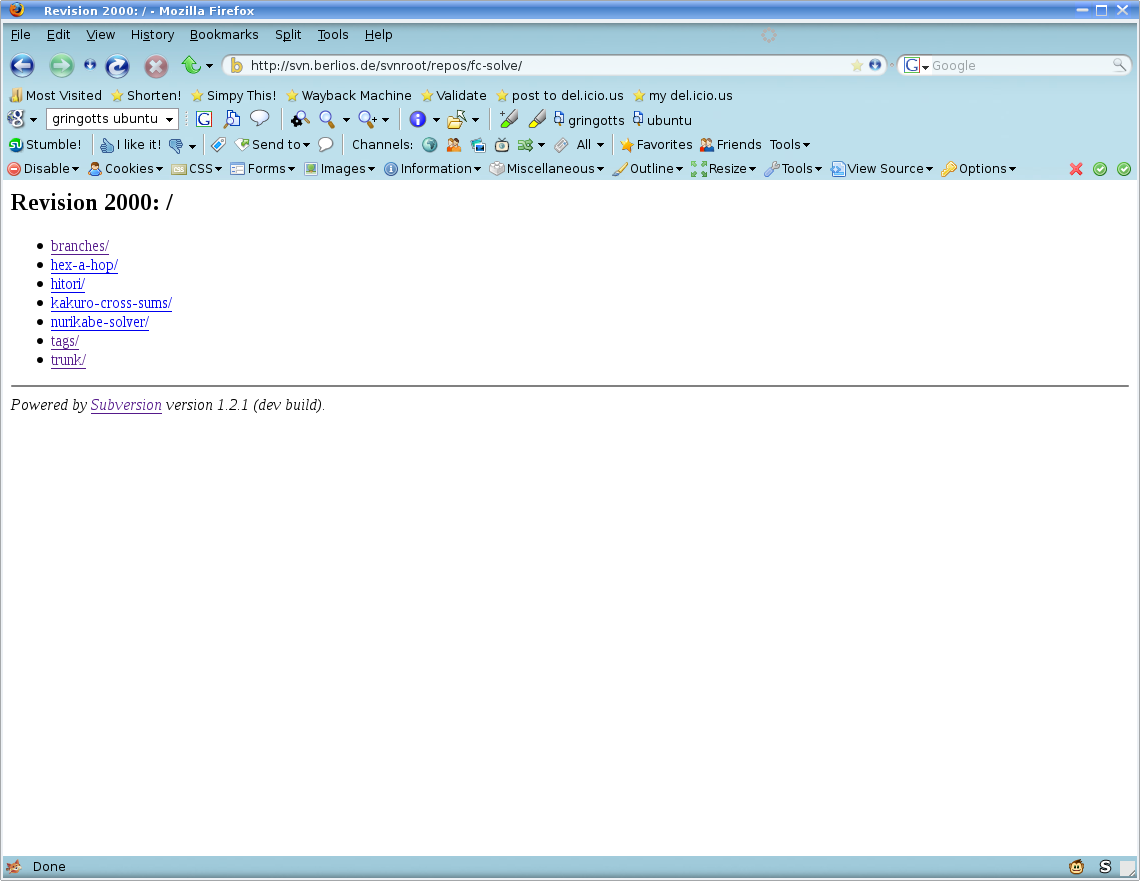 Revision 2000: / - Mozilla Firefox
File Edit View History Bookmarks Split Tools Help
http://svn.berlios.de/svnroot/repos/fc-solve/ G Google
Most Visited Shorten! Simpy This! Wayback Machine Validate post to del.icio.us my del.icio.us
gringotts ubuntu G gringotts ubuntu
Stumble! I like it! Send to Channels: All Favorites Friends Tools
Disable Cookies CSS Forms Images Information Miscellaneous Outline Resize Tools View Source Options
Revision 2000: /
branches/
hex-a-hop/
hitori/
kakuro-cross-sums/
nurikabe-solver/
tags/
trunk/
Powered by Subversion version 1.2.1 (dev build).
Done S